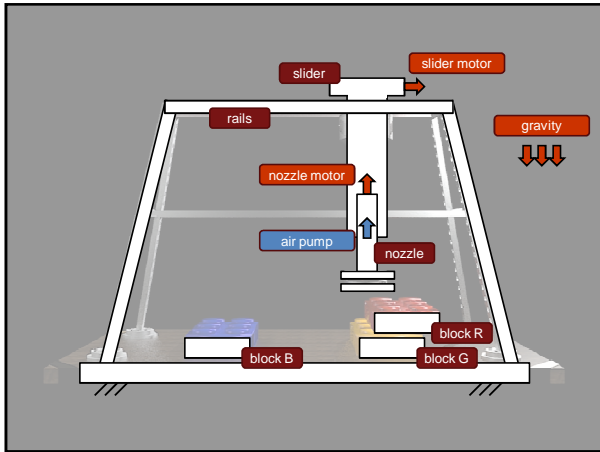 slider motor
slider
rails
gravity
nozzle motor
air pump
nozzle
block R
block B
block G